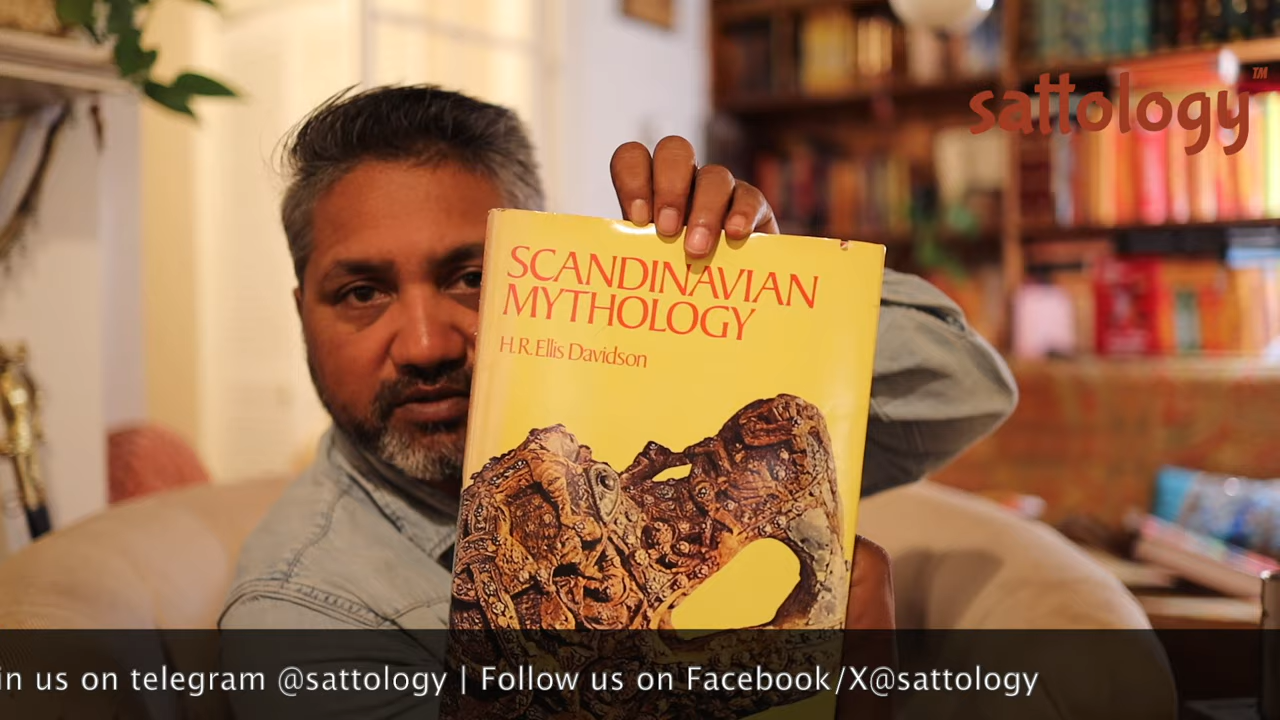 sattology™
SCANDINAVIAN
MYTHOLOGY
H.R. Ellis Davidson
in us on telegram @sattology | Follow us on Facebook/X@sattology